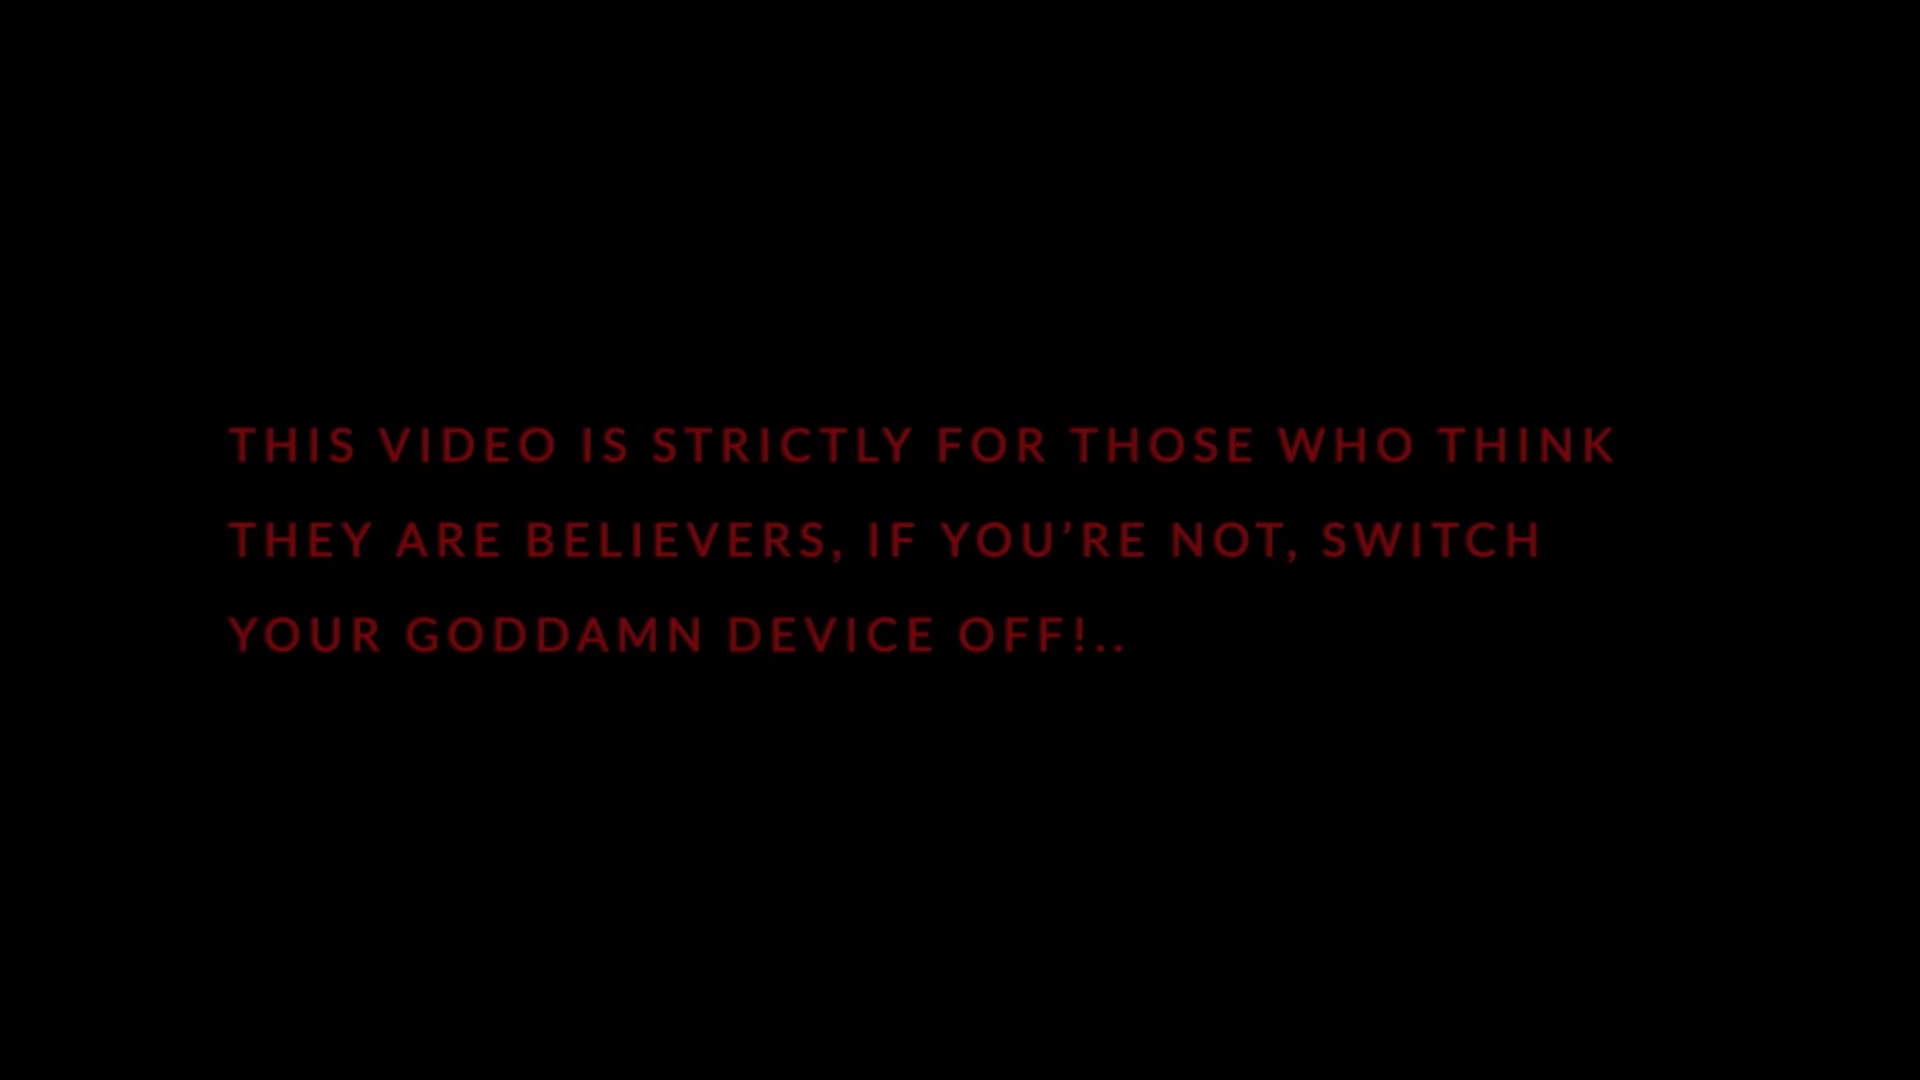 THIS VIDEO IS STRICTLY FOR THOSE WHO THINK
THEY ARE BELIEVERS, IF YOU’RE NOT, SWITCH
YOUR GODDAMN DEVICE OFF!..